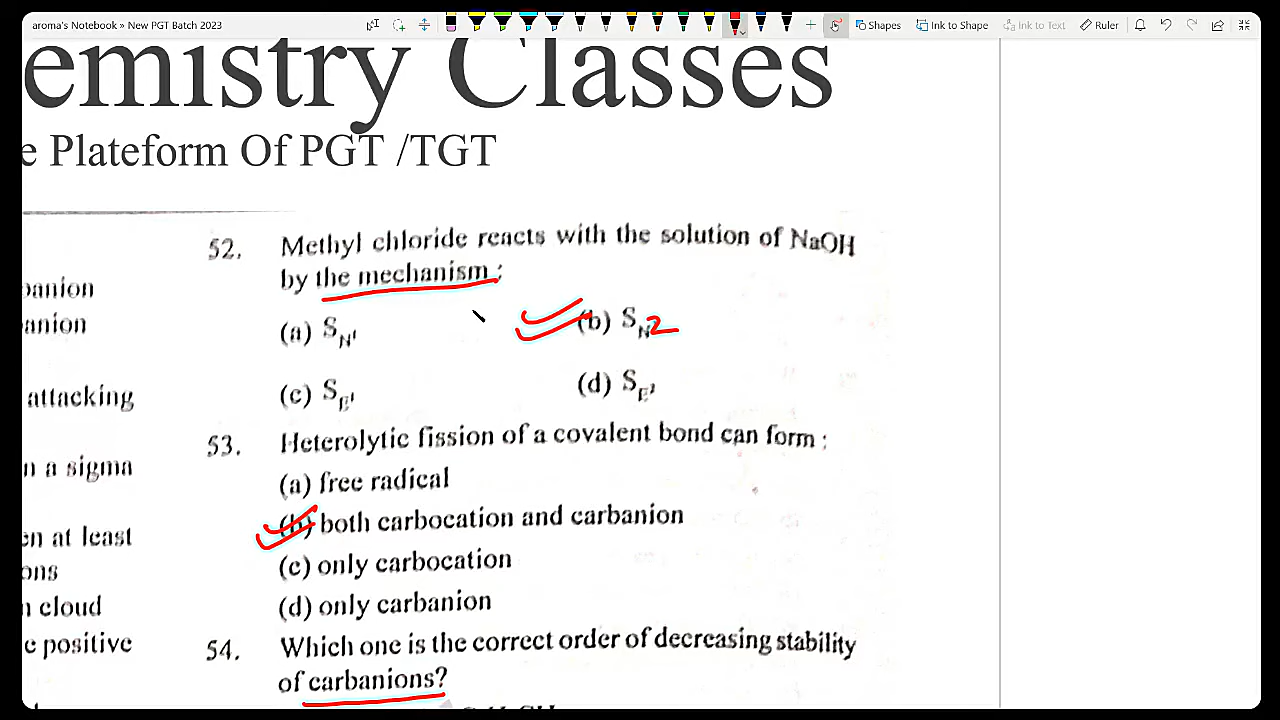 aroma's Notebook » New PGT Batch 2023
Shapes Ink to Shape Ink to Text Ruler
emistry Classes
e Plateform Of PGT /TGT
banion
anion
attacking
n a sigma
en at least
ons
n cloud
e positive
52. Methyl chloride reacts with the solution of NaOH
by the mechanism :
(a) SN1 (b) SN2
(c) SE1 (d) SE2
53. Heterolytic fission of a covalent bond can form :
(a) free radical
(b) both carbocation and carbanion
(c) only carbocation
(d) only carbanion
54. Which one is the correct order of decreasing stability
of carbanions?